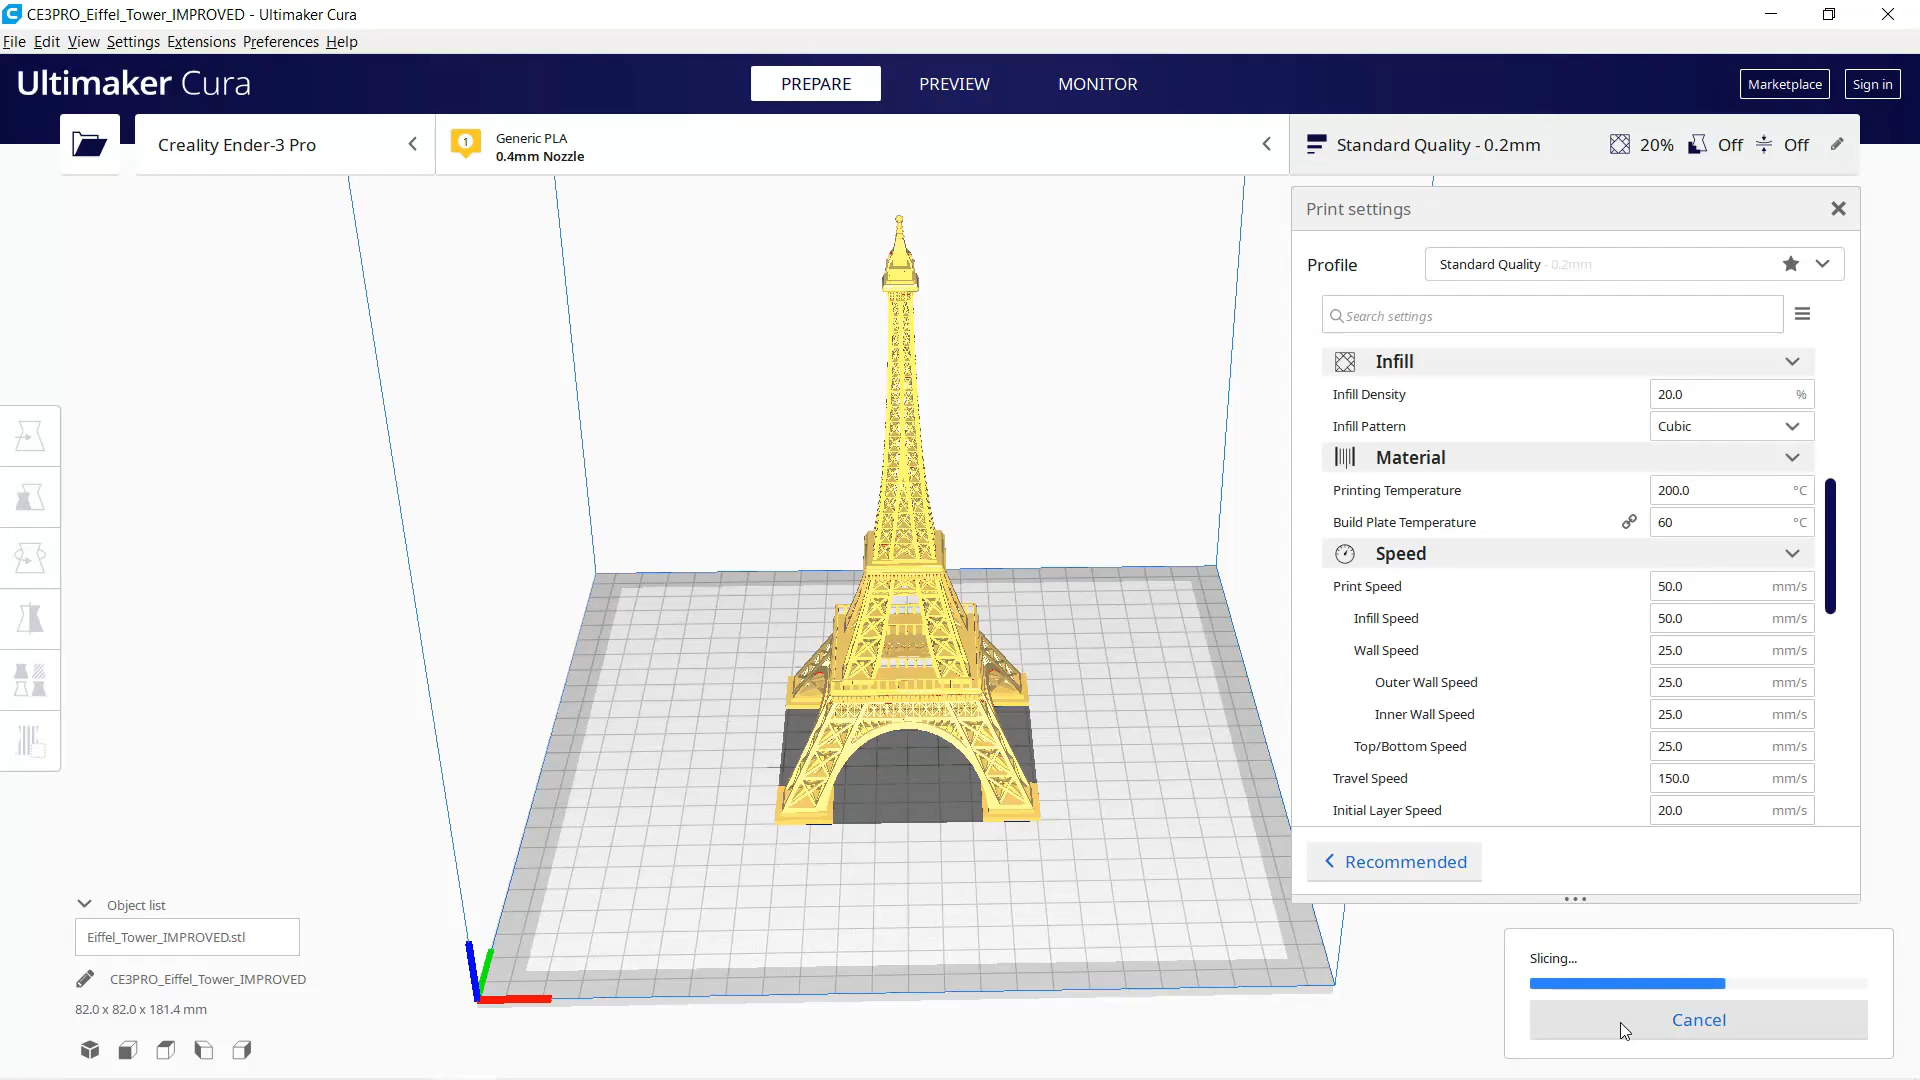 CE3PRO_Eiffel_Tower_IMPROVED - Ultimaker Cura
File Edit View Settings Extensions Preferences Help
Ultimaker Cura
PREPARE
PREVIEW
MONITOR
Marketplace
Sign in
Creality Ender-3 Pro
1
Generic PLA
0.4mm Nozzle
Standard Quality - 0.2mm
20%
Off
Off
Print settings
Profile
Standard Quality - 0.2mm
Search settings
Infill
Infill Density 20.0 %
Infill Pattern Cubic
Material
Printing Temperature 200.0 °C
Build Plate Temperature 60 °C
Speed
Print Speed 50.0 mm/s
Infill Speed 50.0 mm/s
Wall Speed 25.0 mm/s
Outer Wall Speed 25.0 mm/s
Inner Wall Speed 25.0 mm/s
Top/Bottom Speed 25.0 mm/s
Travel Speed 150.0 mm/s
Initial Layer Speed 20.0 mm/s
Recommended
Object list
Eiffel_Tower_IMPROVED.stl
CE3PRO_Eiffel_Tower_IMPROVED
82.0 x 82.0 x 181.4 mm
Slicing...
Cancel